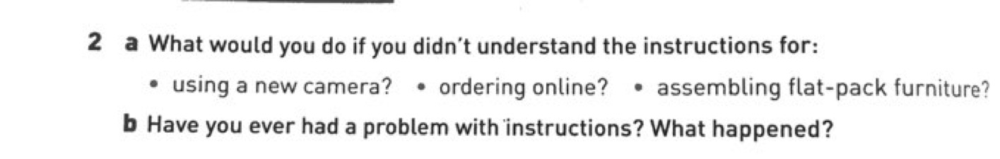 2 a What would you do if you didn't understand the instructions for:
• using a new camera? • ordering online? • assembling flat-pack furniture?
b Have you ever had a problem with instructions? What happened?